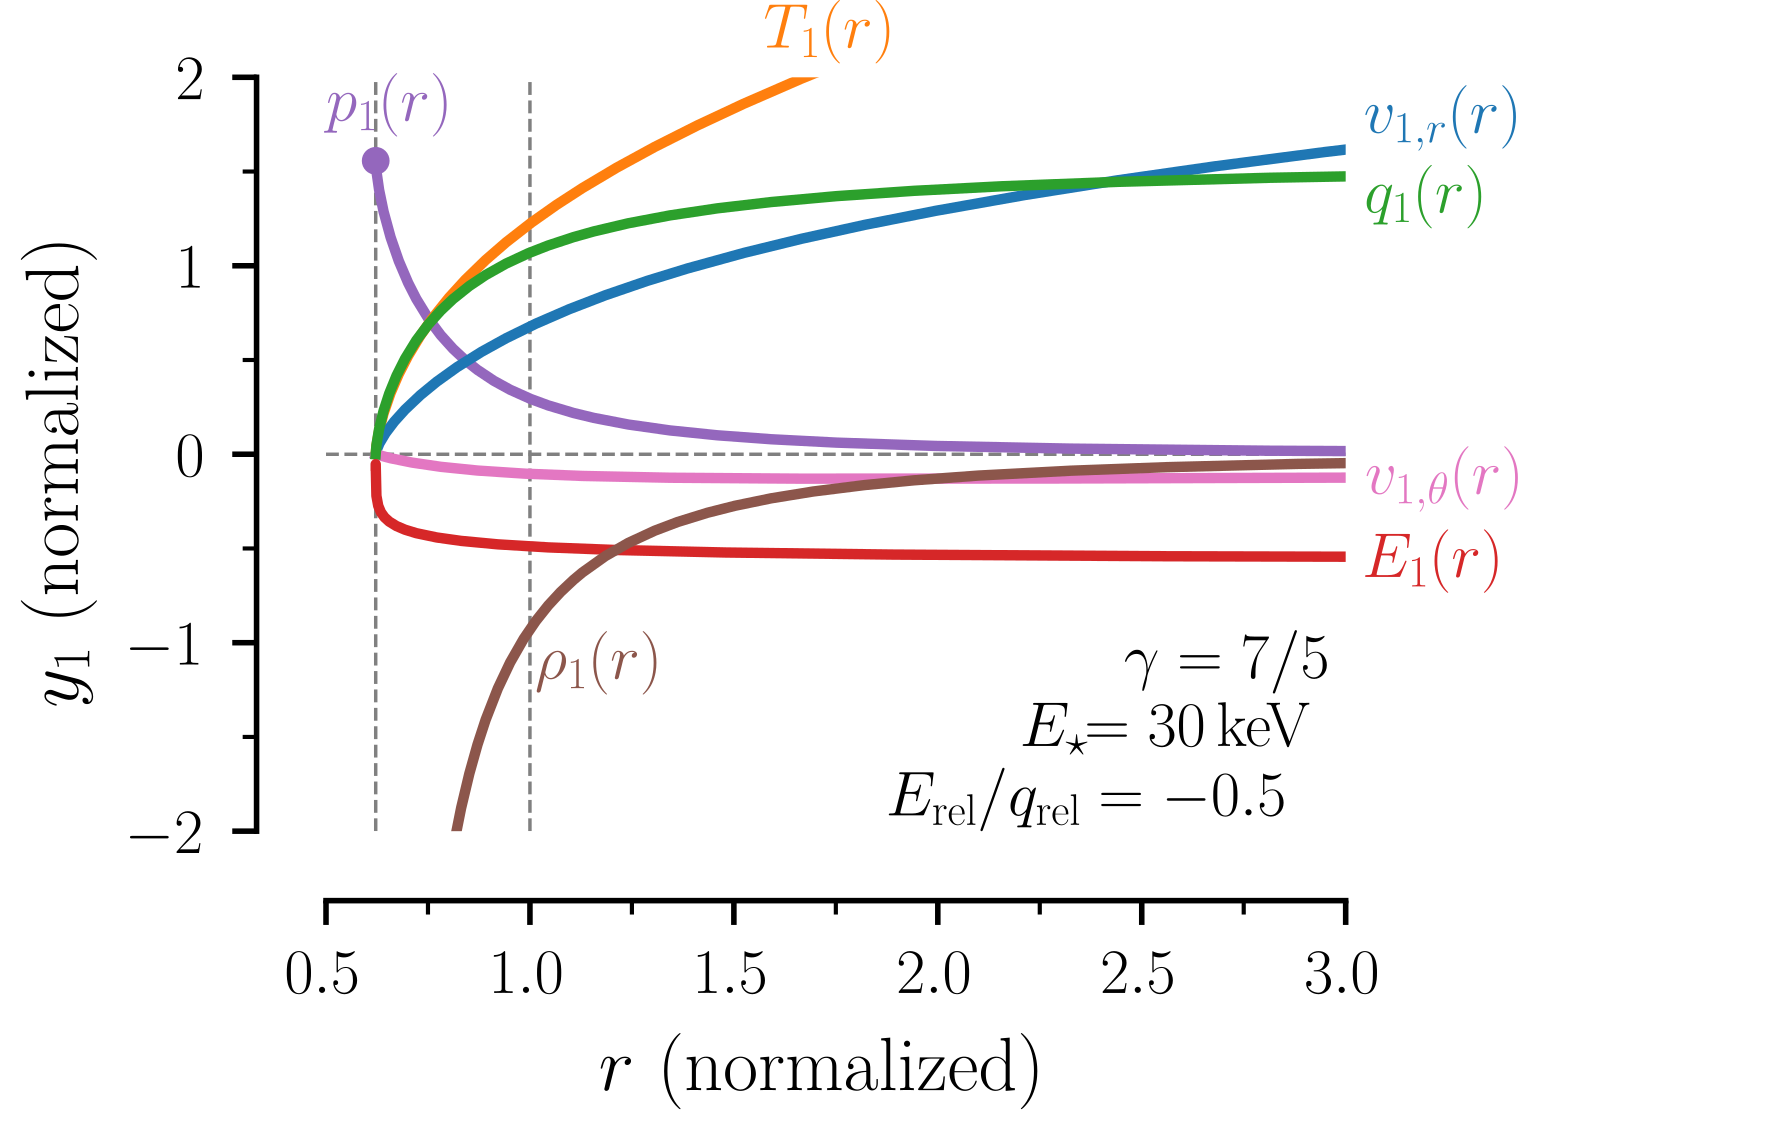 T₁(r)
2
p₁(r)
v₁,ᵣ(r)
q₁(r)
1
y₁ (normalized)
0
v₁,θ(r)
E₁(r)
−1
ρ₁(r)
γ = 7/5
E⋆= 30 keV
E_rel/q_rel = −0.5
−2
0.5 1.0 1.5 2.0 2.5 3.0
r (normalized)